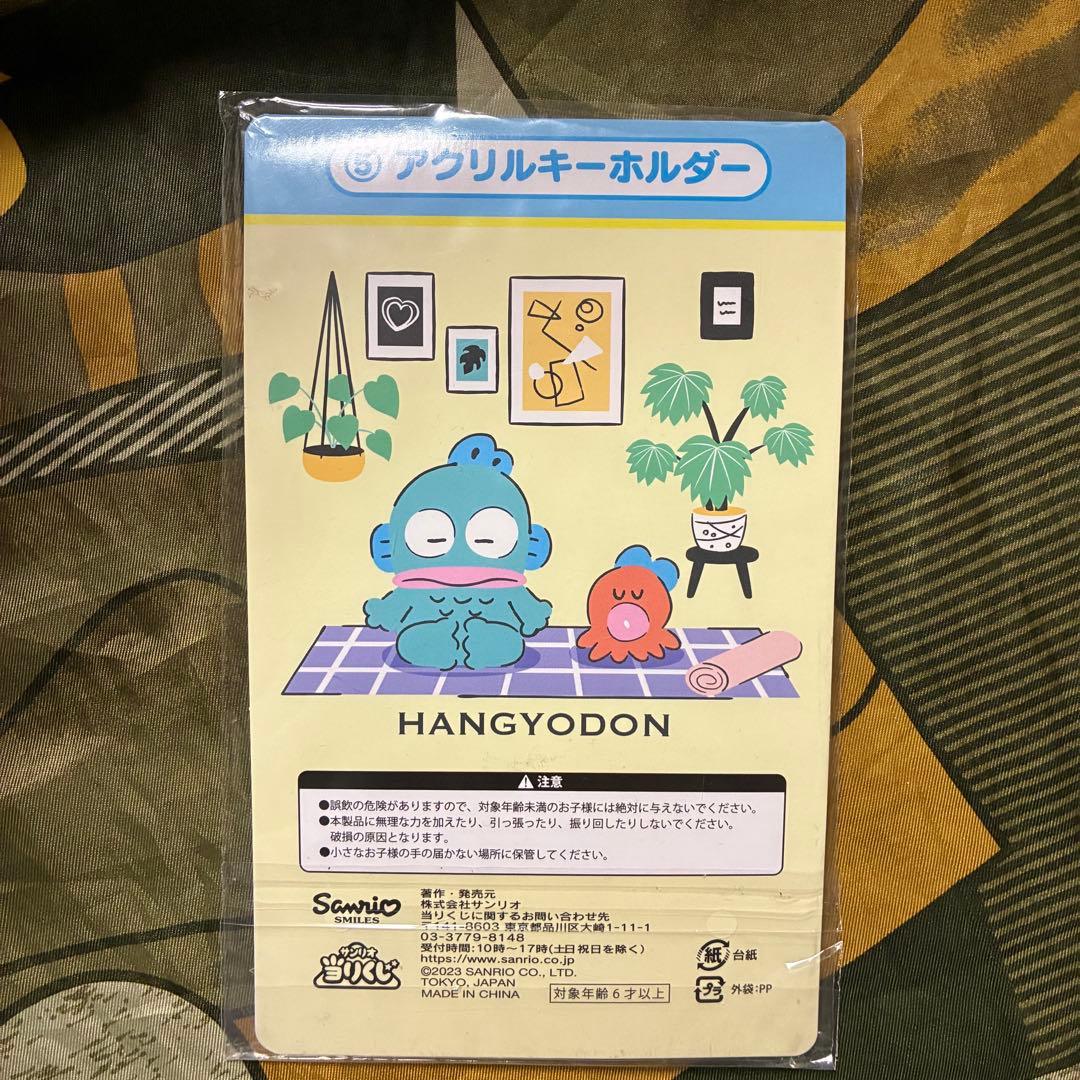 ⑤ アクリルキーホルダー
HANGYODON
⚠ 注意
●誤飲の危険がありますので、対象年齢未満のお子様には絶対に与えないでください。
●本製品に無理な力を加えたり、引っ張ったり、振り回したりしないでください。
破損の原因となります。
●小さなお子様の手の届かない場所に保管してください。
Sanrio
SMILES
サンリオ
当りくじ
著作・発売元
株式会社サンリオ
当りくじに関するお問い合わせ先
〒141-8603 東京都品川区大崎1-11-1
03-3779-8148
受付時間:10時～17時(土日祝日を除く)
https://www.sanrio.co.jp
©2023 SANRIO CO., LTD.
TOKYO, JAPAN
MADE IN CHINA
対象年齢6才以上
紙 台紙
プラ 外袋:PP